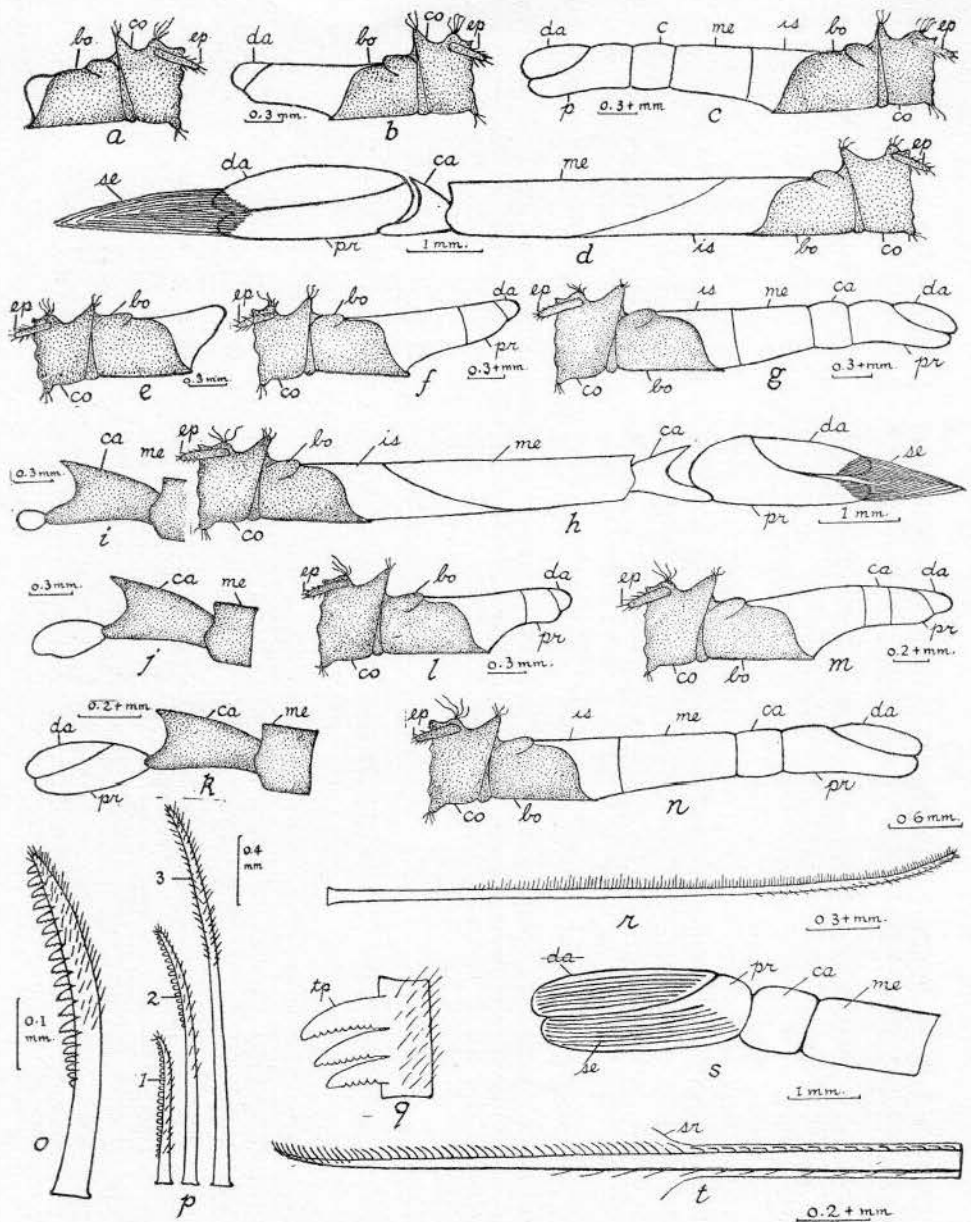 bo co ep
a
da bo co ep
0.3 mm.
b
da c me is bo ep
p 0.3+mm. c co
se da ca me ep
pr 1 mm. d is bo co
ep bo
co e 0.3 mm.
ep bo da
co f pr 0.3+mm.
ep is me ca da
co bo g 0.3+mm. pr
ca me
0.3 mm.
i
ep bo is me ca da se
co h pr 1 mm.
ca me
0.3 mm.
j
ep bo da
co l pr 0.3 mm.
ep ca da
co bo m pr 0.2+mm.
0.2+mm. ca me
da
pr k
ep is me ca da
co bo n pr
0.6 mm.
r
0.1 mm.
o
3 0.4 mm
2
1
p
tp
q
0.3+mm.
da pr ca me
se s
1 mm.
sr
t
0.2+mm.